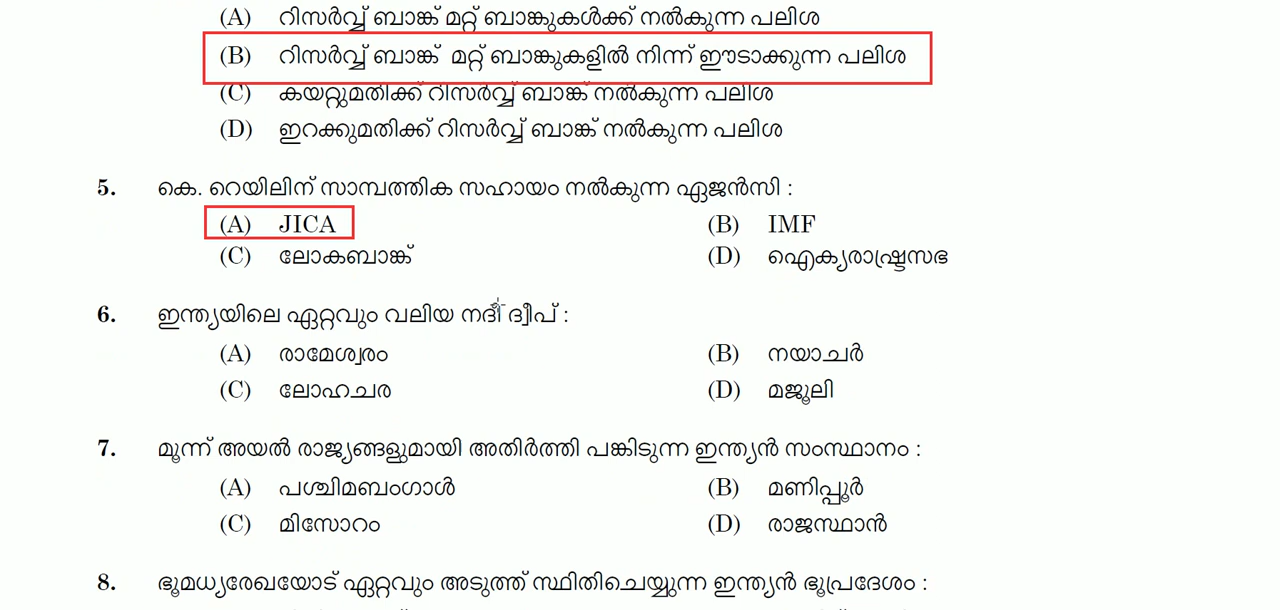 (A) റിസർവ്വ് ബാങ്ക് മറ്റ് ബാങ്കുകൾക്ക് നൽകുന്ന പലിശ
(B) റിസർവ്വ് ബാങ്ക് മറ്റ് ബാങ്കുകളിൽ നിന്ന് ഈടാക്കുന്ന പലിശ
(C) കയറ്റുമതിക്ക് റിസർവ്വ് ബാങ്ക് നൽകുന്ന പലിശ
(D) ഇറക്കുമതിക്ക് റിസർവ്വ് ബാങ്ക് നൽകുന്ന പലിശ
5. കെ. റെയിലിന് സാമ്പത്തിക സഹായം നൽകുന്ന ഏജൻസി :
(A) JICA (B) IMF
(C) ലോകബാങ്ക് (D) ഐക്യരാഷ്ട്രസഭ
6. ഇന്ത്യയിലെ ഏറ്റവും വലിയ നദീ ദ്വീപ് :
(A) രാമേശ്വരം (B) നയാചർ
(C) ലോഹചര (D) മജൂലി
7. മൂന്ന് അയൽ രാജ്യങ്ങളുമായി അതിർത്തി പങ്കിടുന്ന ഇന്ത്യൻ സംസ്ഥാനം :
(A) പശ്ചിമബംഗാൾ (B) മണിപ്പൂർ
(C) മിസോറം (D) രാജസ്ഥാൻ
8. ഭൂമധ്യരേഖയോട് ഏറ്റവും അടുത്ത് സ്ഥിതിചെയ്യുന്ന ഇന്ത്യൻ ഭൂപ്രദേശം :